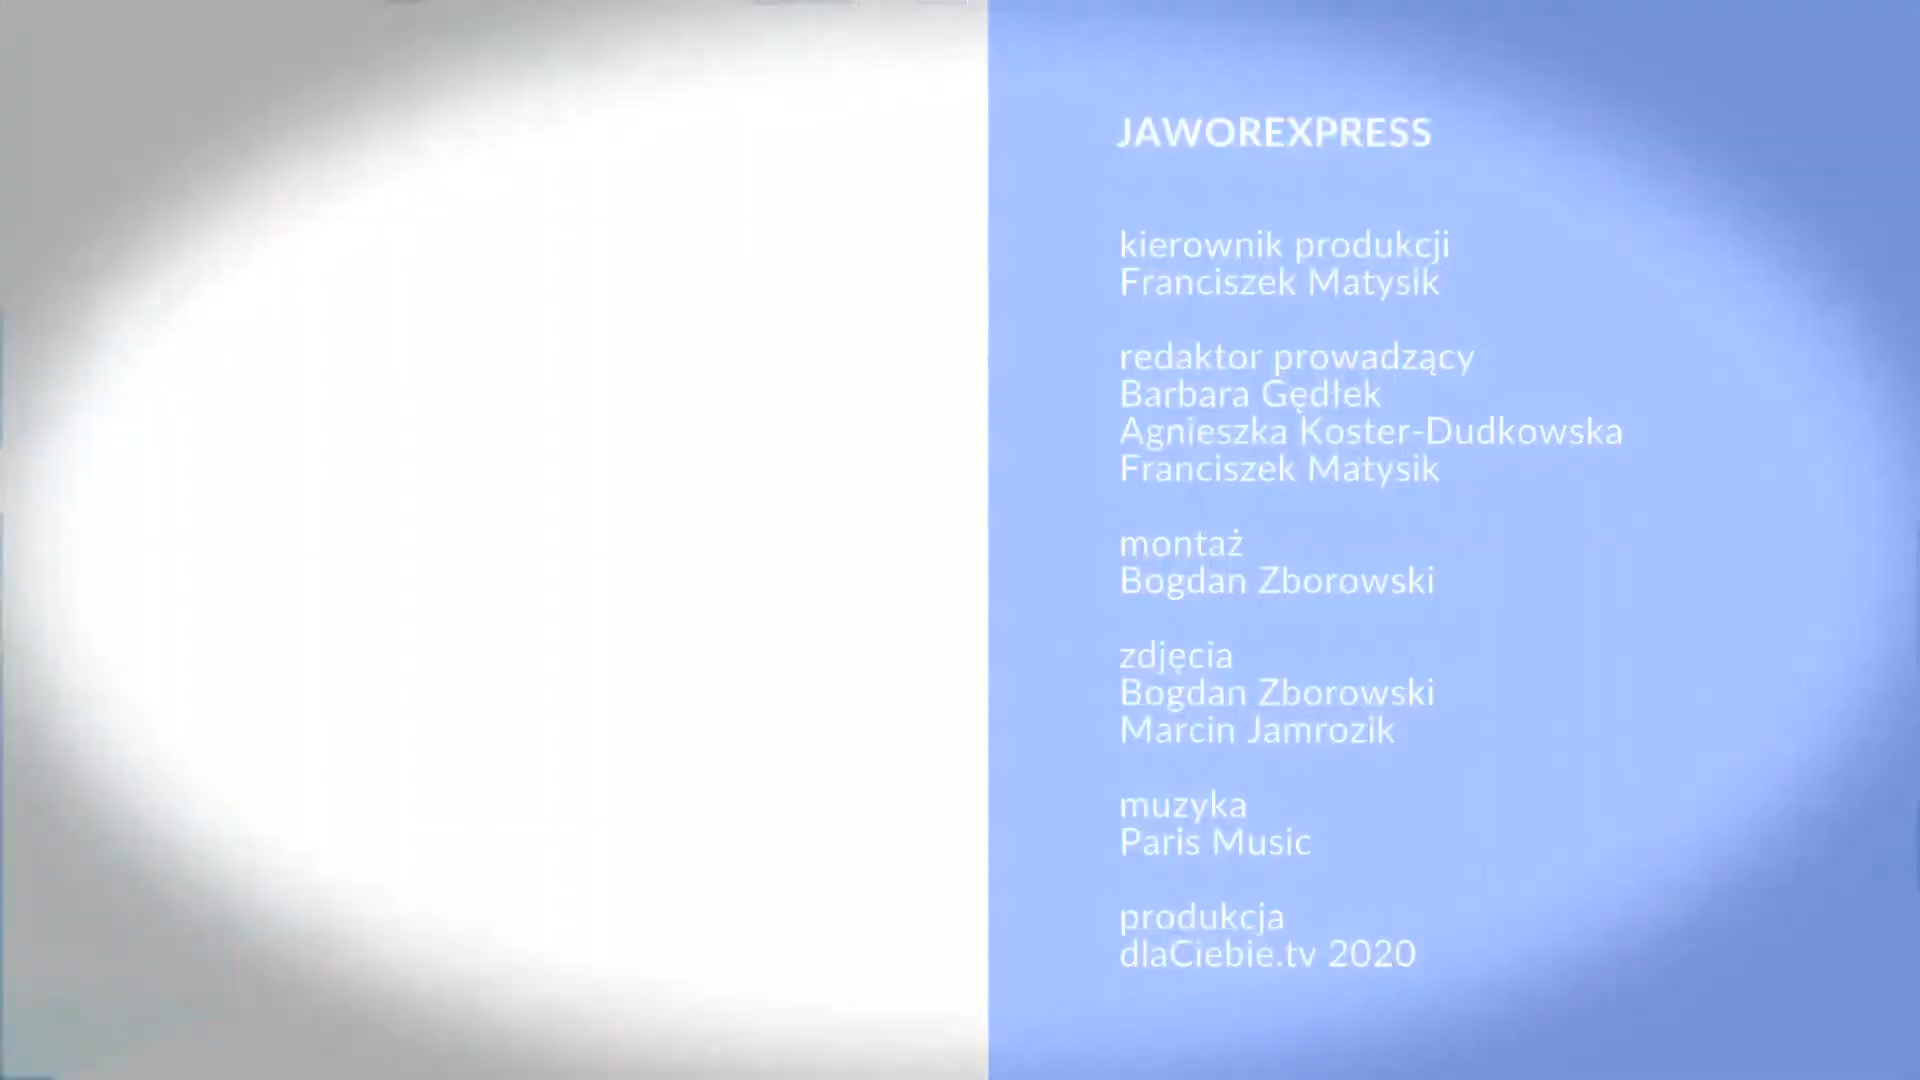 JAWOREXPRESS
kierownik produkcji
Franciszek Matysik
redaktor prowadzący
Barbara Gędłek
Agnieszka Koster-Dudkowska
Franciszek Matysik
montaż
Bogdan Zborowski
zdjęcia
Bogdan Zborowski
Marcin Jamrozik
muzyka
Paris Music
produkcja
dlaCiebie.tv 2020